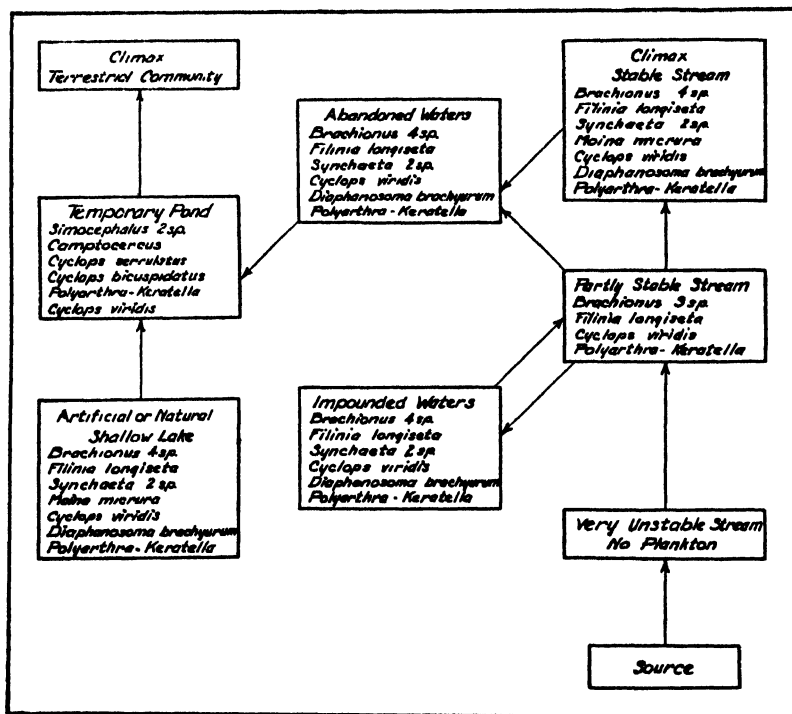 Climax
Terrestrial Community
Temporary Pond
Simocephalus 2 sp.
Camptocercus
Cyclops serrulatus
Cyclops bicuspidatus
Polyarthra-Keratella
Cyclops viridis
Artificial or Natural
Shallow Lake
Brachionus 4 sp.
Filinia longiseta
Synchaeta 2 sp.
Moina micrura
Cyclops viridis
Diaphanosoma brachyurum
Polyarthra-Keratella
Abandoned Waters
Brachionus 4 sp.
Filinia longiseta
Synchaeta 2 sp.
Cyclops viridis
Diaphanosoma brachyurum
Polyarthra-Keratella
Impounded Waters
Brachionus 4 sp.
Filinia longiseta
Synchaeta 2 sp.
Cyclops viridis
Diaphanosoma brachyurum
Polyarthra-Keratella
Climax
Stable Stream
Brachionus 4 sp.
Filinia longiseta
Synchaeta 2 sp.
Moina micrura
Cyclops viridis
Diaphanosoma brachyurum
Polyarthra-Keratella
Partly Stable Stream
Brachionus 3 sp.
Filinia longiseta
Cyclops viridis
Polyarthra-Keratella
Very Unstable Stream
No Plankton
Source